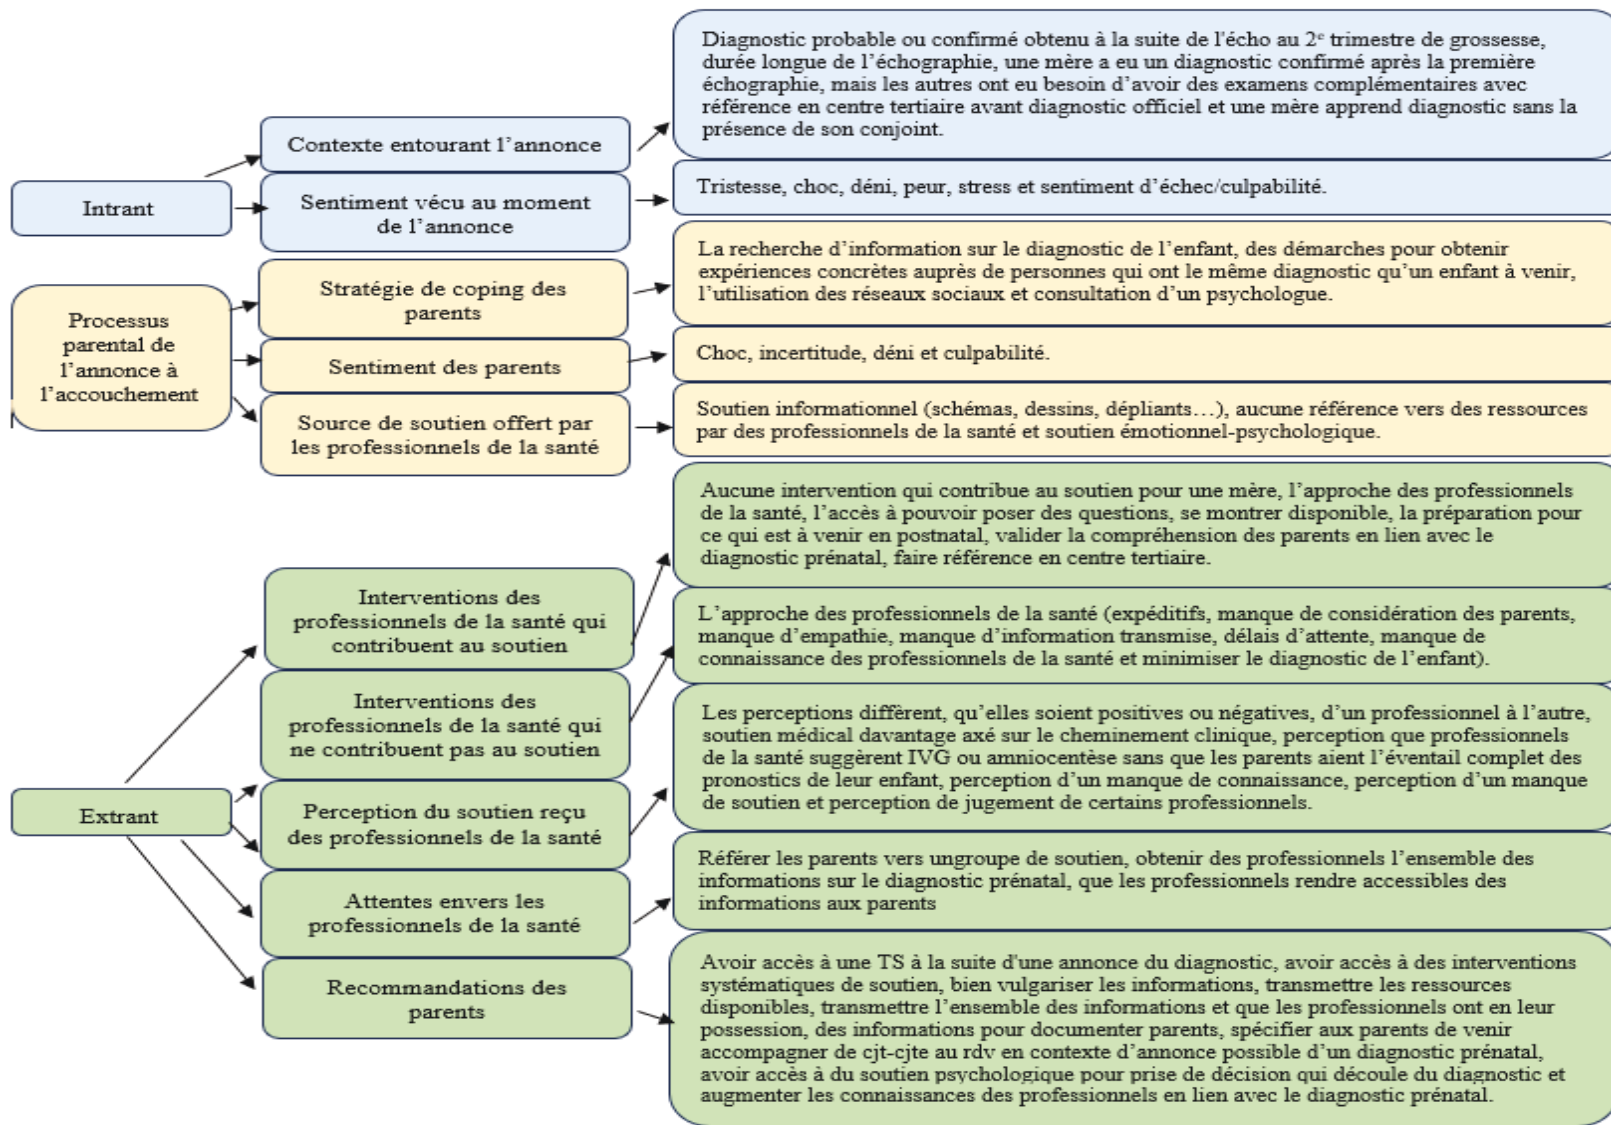 Intrant
Contexte entourant l’annonce
Diagnostic probable ou confirmé obtenu à la suite de l'écho au 2ᵉ trimestre de grossesse,
durée longue de l’échographie, une mère a eu un diagnostic confirmé après la première
échographie, mais les autres ont eu besoin d’avoir des examens complémentaires avec
référence en centre tertiaire avant diagnostic officiel et une mère apprend diagnostic sans la
présence de son conjoint.
Sentiment vécu au moment
de l’annonce
Tristesse, choc, déni, peur, stress et sentiment d’échec/culpabilité.
Processus
parental de
l’annonce à
l’accouchement
Stratégie de coping des
parents
La recherche d’information sur le diagnostic de l’enfant, des démarches pour obtenir
expériences concrètes auprès de personnes qui ont le même diagnostic qu’un enfant à venir,
l’utilisation des réseaux sociaux et consultation d’un psychologue.
Sentiment des parents
Choc, incertitude, déni et culpabilité.
Source de soutien offert par
les professionnels de la santé
Soutien informationnel (schémas, dessins, dépliants…), aucune référence vers des ressources
par des professionnels de la santé et soutien émotionnel-psychologique.
Extrant
Interventions des
professionnels de la santé qui
contribuent au soutien
Aucune intervention qui contribue au soutien pour une mère, l’approche des professionnels
de la santé, l’accès à pouvoir poser des questions, se montrer disponible, la préparation pour
ce qui est à venir en postnatal, valider la compréhension des parents en lien avec le
diagnostic prénatal, faire référence en centre tertiaire.
Interventions des
professionnels de la santé qui
ne contribuent pas au soutien
L’approche des professionnels de la santé (expéditifs, manque de considération des parents,
manque d’empathie, manque d’information transmise, délais d’attente, manque de
connaissance des professionnels de la santé et minimiser le diagnostic de l’enfant).
Perception du soutien reçu
des professionnels de la santé
Les perceptions diffèrent, qu’elles soient positives ou négatives, d’un professionnel à l’autre,
soutien médical davantage axé sur le cheminement clinique, perception que professionnels
de la santé suggèrent IVG ou amniocentèse sans que les parents aient l’éventail complet des
pronostics de leur enfant, perception d’un manque de connaissance, perception d’un manque
de soutien et perception de jugement de certains professionnels.
Attentes envers les
professionnels de la santé
Référer les parents vers ungroupe de soutien, obtenir des professionnels l’ensemble des
informations sur le diagnostic prénatal, que les professionnels rendre accessibles des
informations aux parents
Recommandations des
parents
Avoir accès à une TS à la suite d'une annonce du diagnostic, avoir accès à des interventions
systématiques de soutien, bien vulgariser les informations, transmettre les ressources
disponibles, transmettre l’ensemble des informations et que les professionnels ont en leur
possession, des informations pour documenter parents, spécifier aux parents de venir
accompagner de cjt-cjte au rdv en contexte d’annonce possible d’un diagnostic prénatal,
avoir accès à du soutien psychologique pour prise de décision qui découle du diagnostic et
augmenter les connaissances des professionnels en lien avec le diagnostic prénatal.